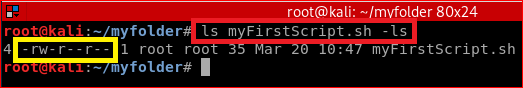 root@kali: ~/myfolder 80x24
root@kali:~/myfolder# ls myFirstScript.sh -ls
4 -rw-r--r-- 1 root root 35 Mar 20 10:47 myFirstScript.sh
root@kali:~/myfolder#